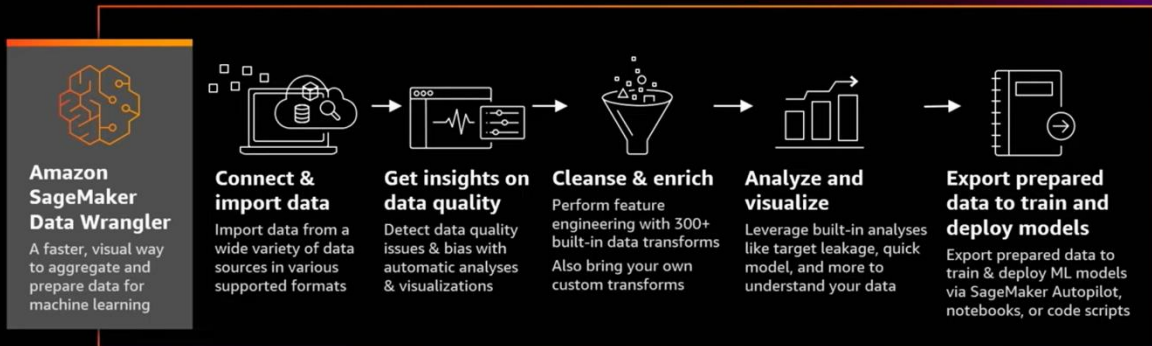 Amazon
SageMaker
Data Wrangler
A faster, visual way
to aggregate and
prepare data for
machine learning
Connect &
import data
Import data from a
wide variety of data
sources in various
supported formats
Get insights on
data quality
Detect data quality
issues & bias with
automatic analyses
& visualizations
Cleanse & enrich
Perform feature
engineering with 300+
built-in data transforms
Also bring your own
custom transforms
Analyze and
visualize
Leverage built-in analyses
like target leakage, quick
model, and more to
understand your data
Export prepared
data to train and
deploy models
Export prepared data to
train & deploy ML models
via SageMaker Autopilot,
notebooks, or code scripts